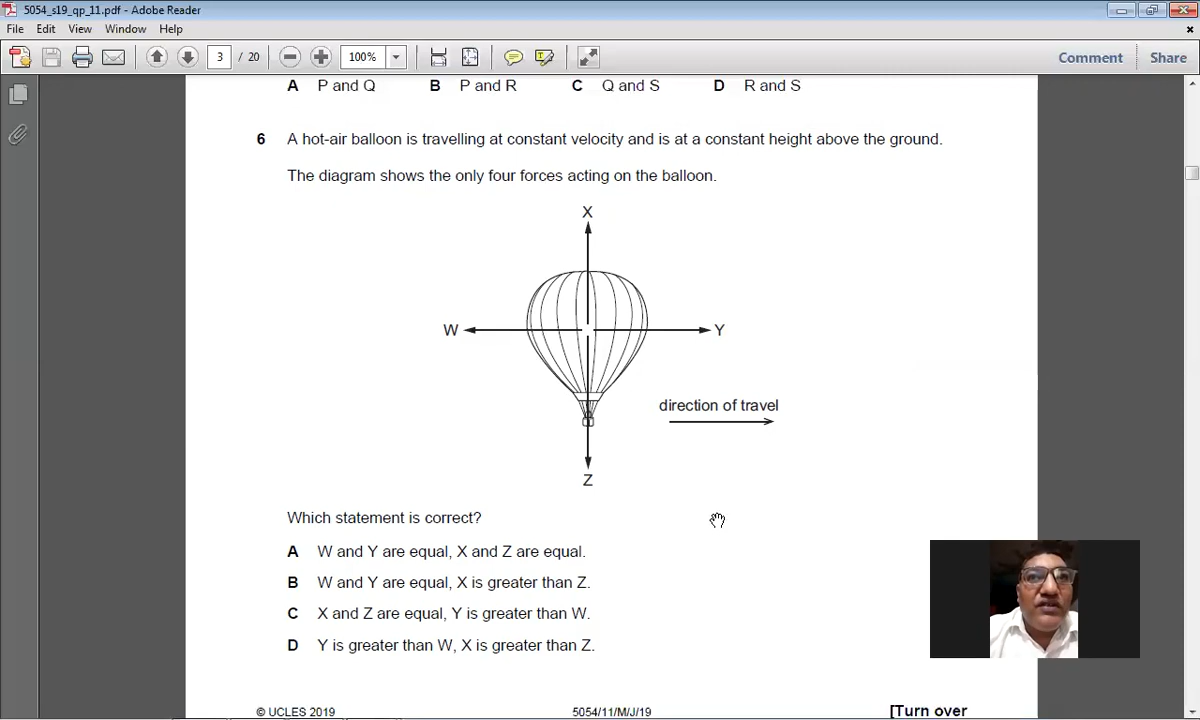 5054_s19_qp_11.pdf - Adobe Reader
File Edit View Window Help
3 / 20 100% Comment Share
A P and Q B P and R C Q and S D R and S
6 A hot-air balloon is travelling at constant velocity and is at a constant height above the ground.
The diagram shows the only four forces acting on the balloon.
X
W Y
direction of travel
Z
Which statement is correct?
A W and Y are equal, X and Z are equal.
B W and Y are equal, X is greater than Z.
C X and Z are equal, Y is greater than W.
D Y is greater than W, X is greater than Z.
© UCLES 2019 5054/11/M/J/19 [Turn over